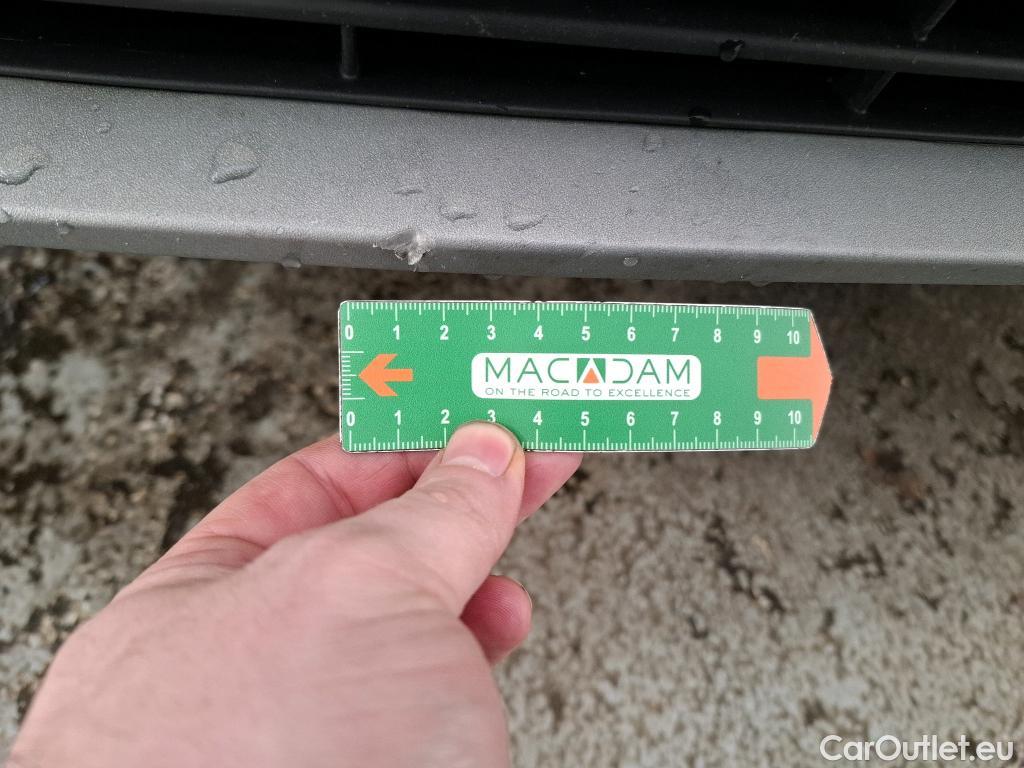 0 1 2 3 4 5 6 7 8 9 10
MACADAM
ON THE ROAD TO EXCELLENCE
0 1 2 3 4 5 6 7 8 9 10
CarOutlet.eu